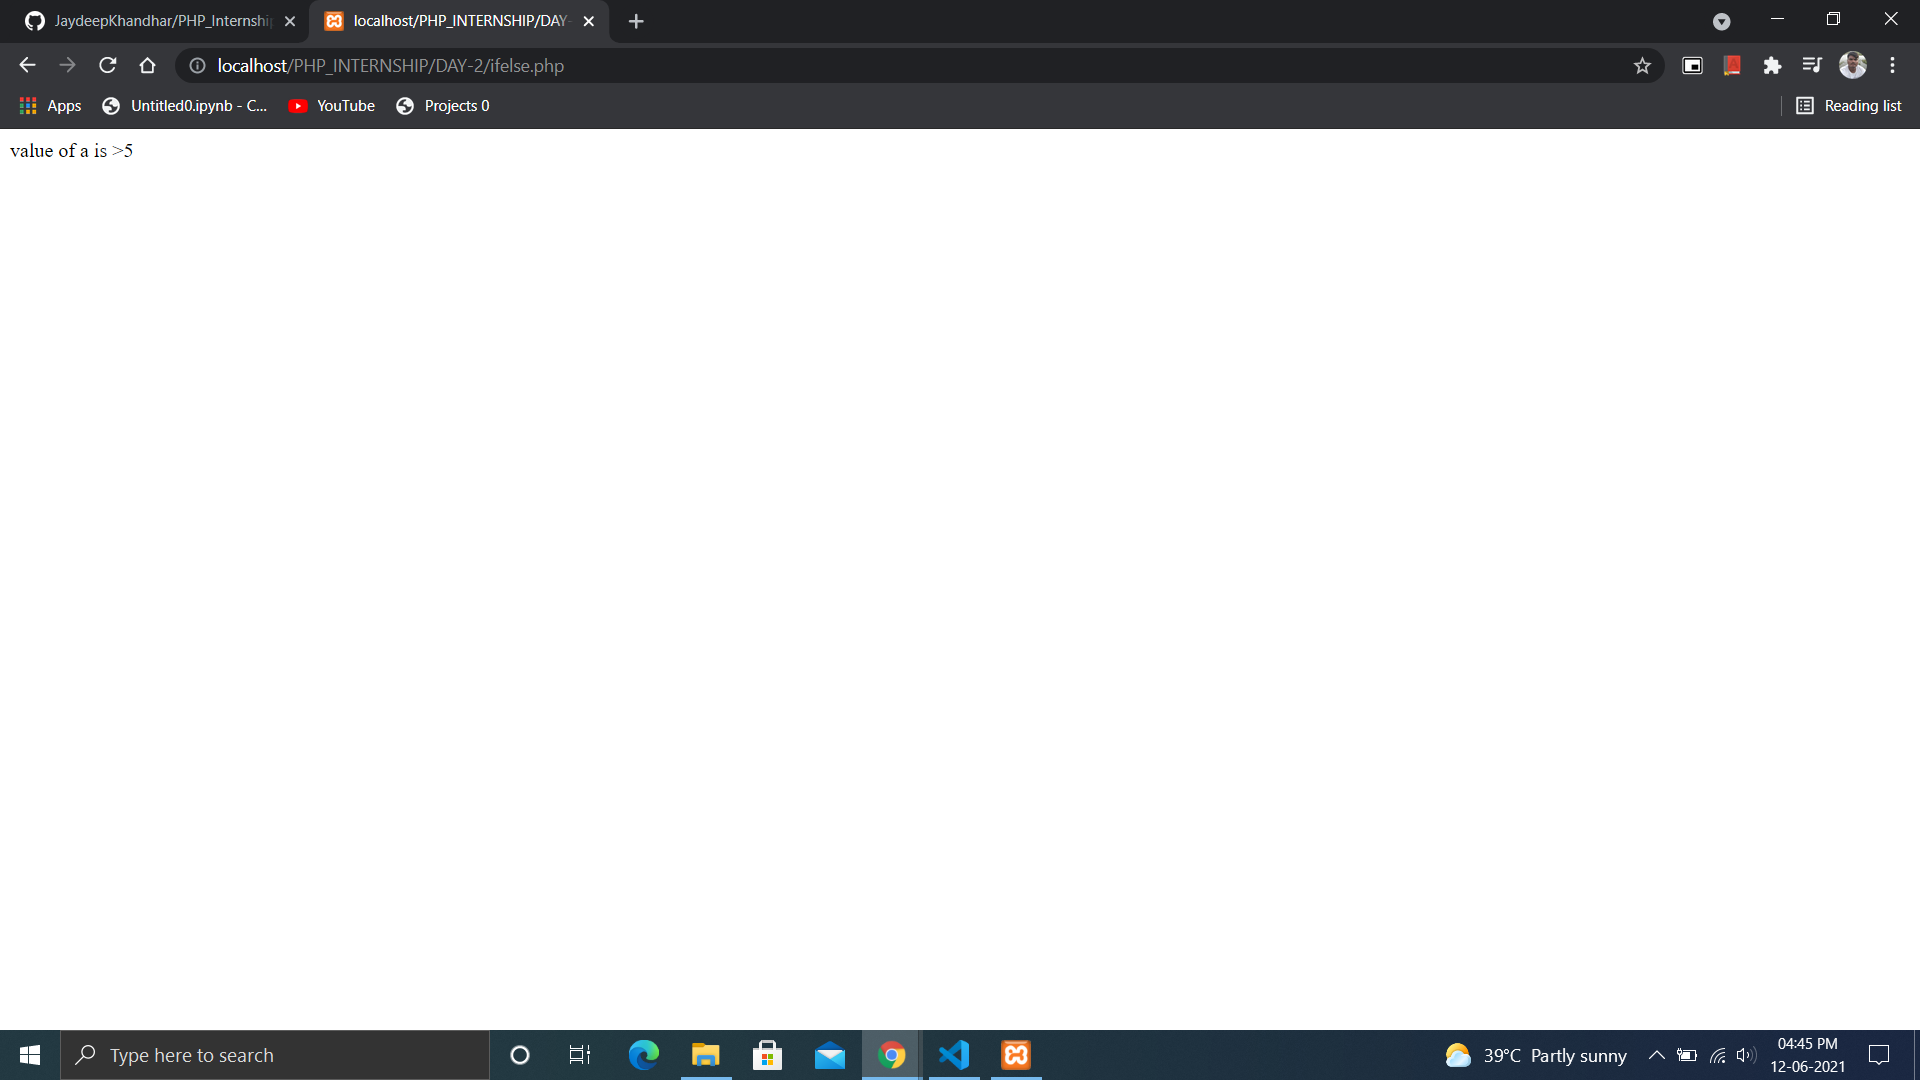 JaydeepKhandhar/PHP_Internship
localhost/PHP_INTERNSHIP/DAY-
localhost/PHP_INTERNSHIP/DAY-2/ifelse.php
Apps
Untitled0.ipynb - C...
YouTube
Projects 0
Reading list
value of a is >5
Type here to search
39°C Partly sunny
04:45 PM
12-06-2021